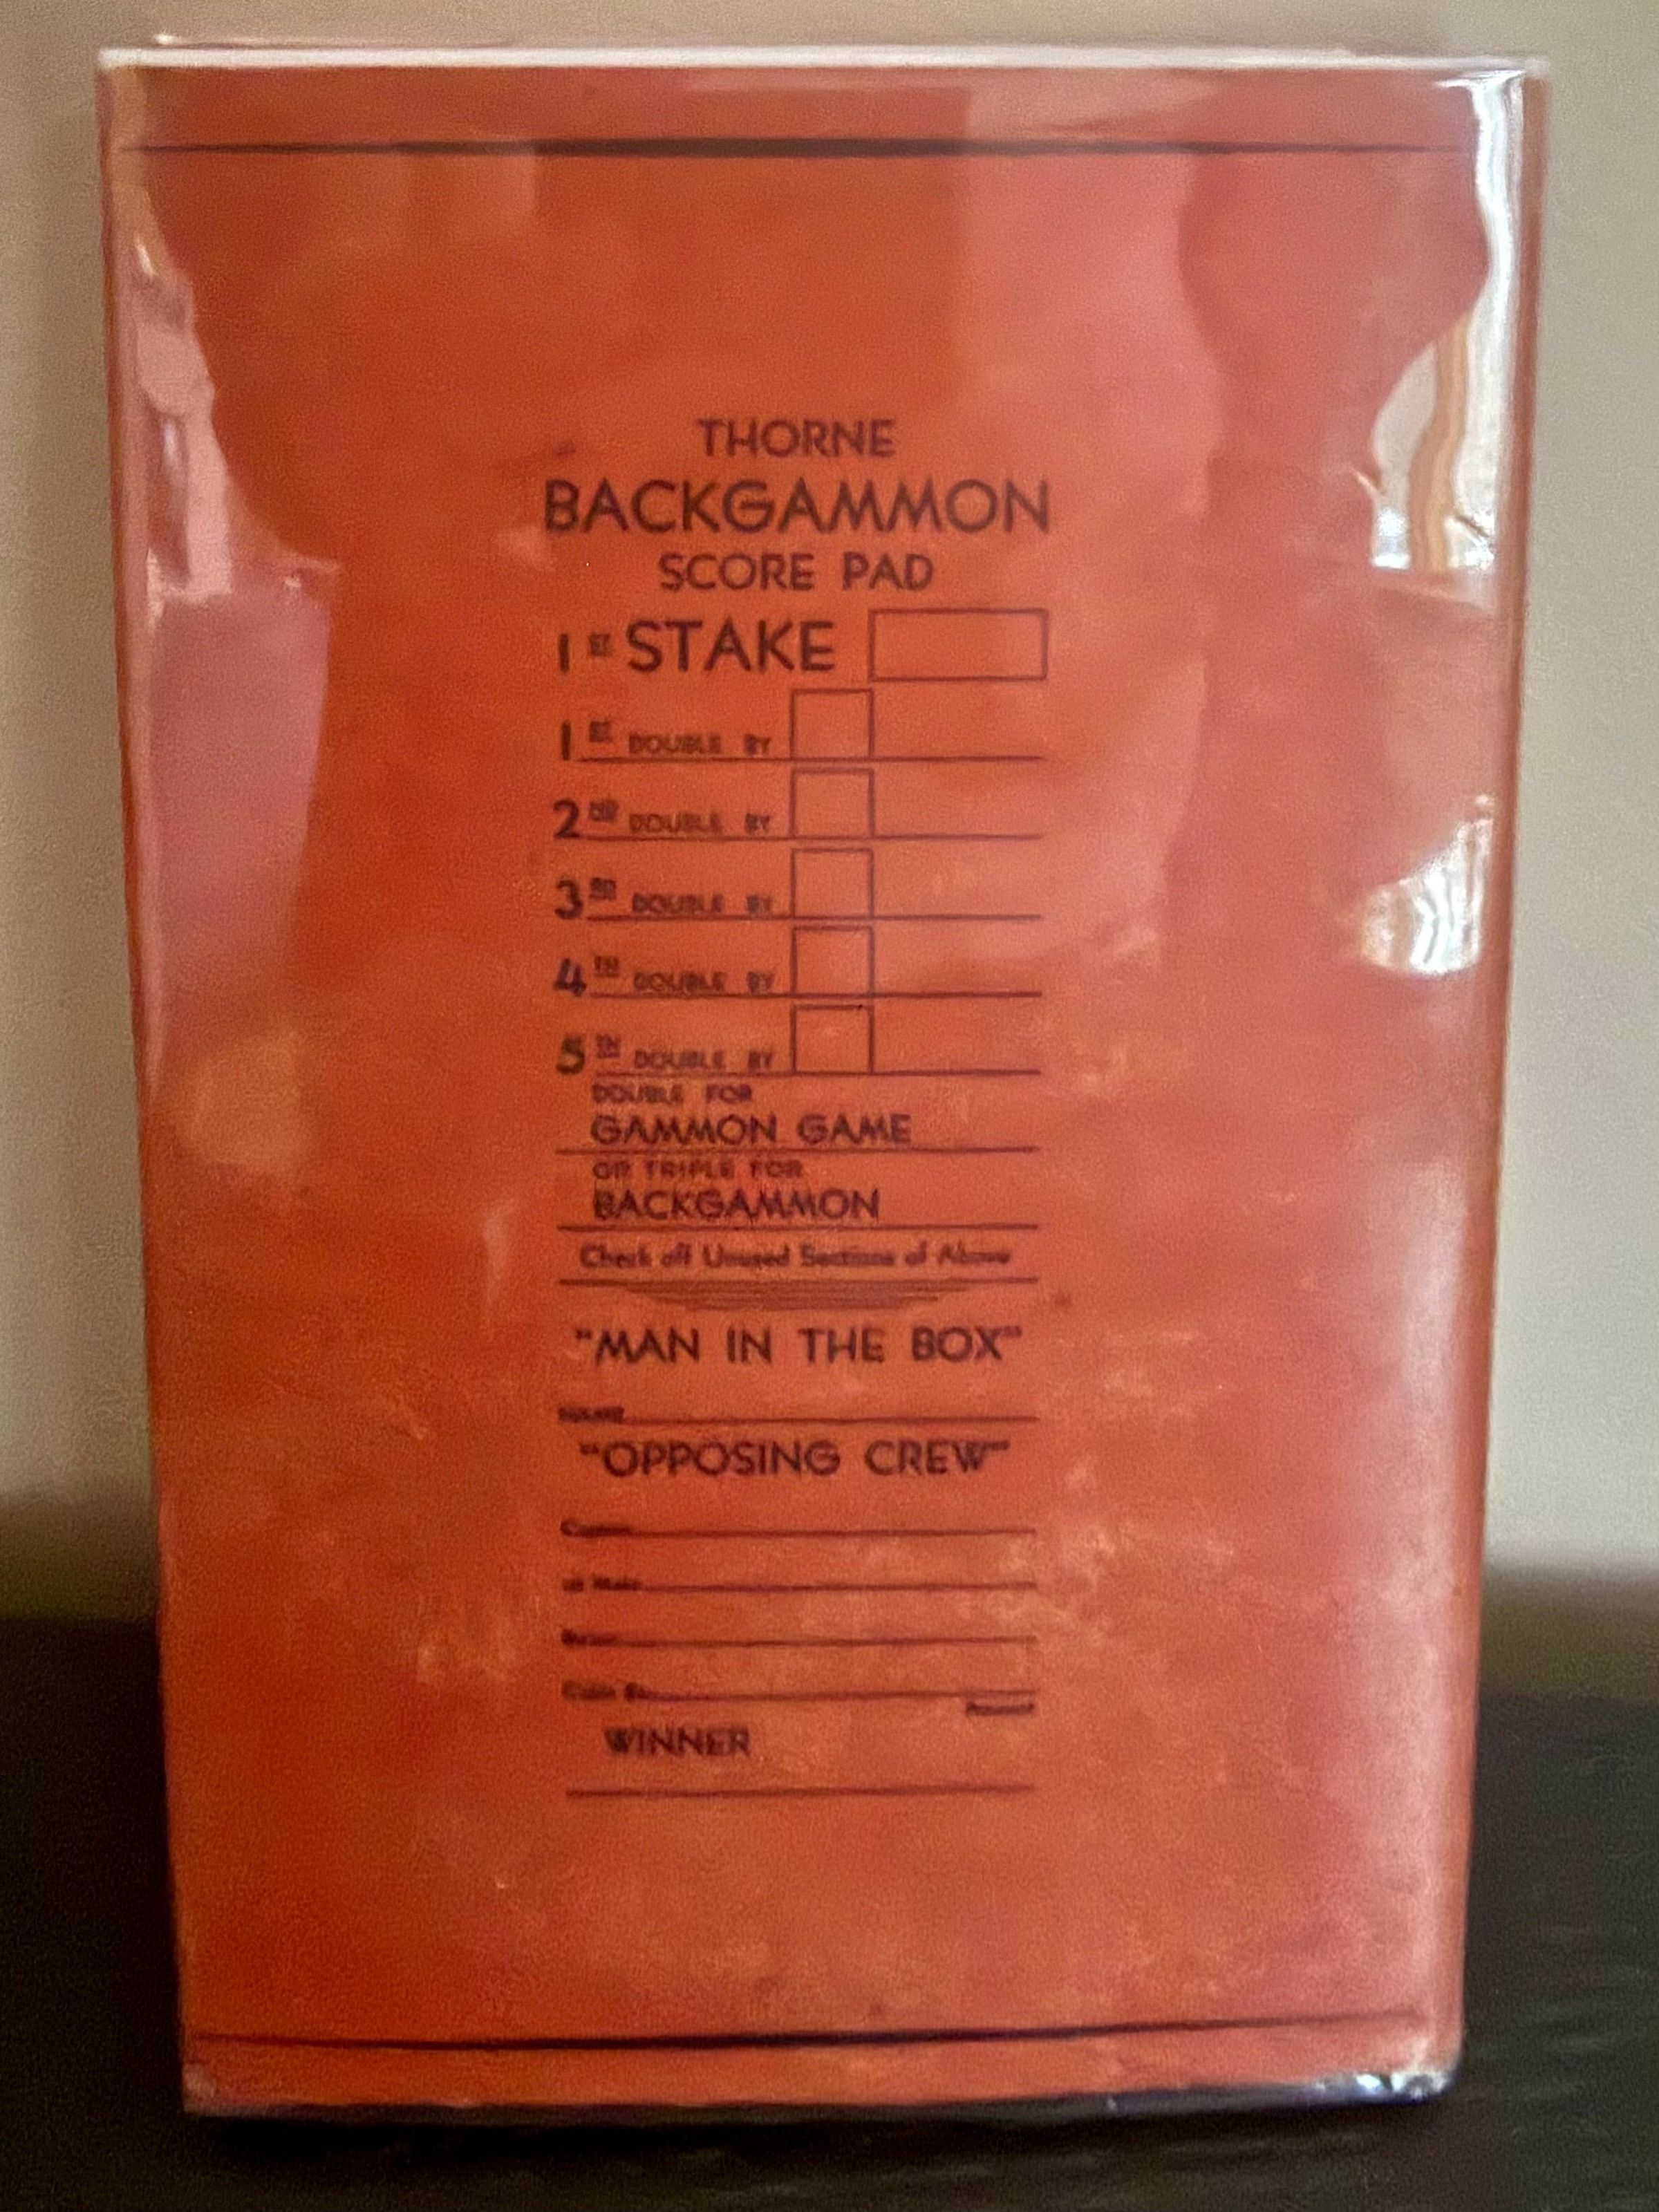 THORNE
BACKGAMMON
SCORE PAD
1ST STAKE
1ST DOUBLE BY
2ND DOUBLE BY
3RD DOUBLE BY
4TH DOUBLE BY
5TH DOUBLE BY
DOUBLE FOR
GAMMON GAME
OR TRIPLE FOR
BACKGAMMON
Check off Unused Sections of Above
"MAN IN THE BOX"
NAME
"OPPOSING CREW"
1st Mate
WINNER